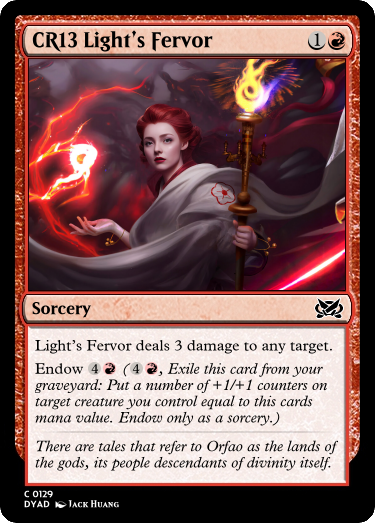 CR13 Light's Fervor 1
Sorcery
Light's Fervor deals 3 damage to any target.
Endow 4 ( 4 , Exile this card from your
graveyard: Put a number of +1/+1 counters on
target creature you control equal to this cards
mana value. Endow only as a sorcery.)
There are tales that refer to Orfao as the lands of
the gods, its people descendants of divinity itself.
C 0129
DYAD Jack Huang